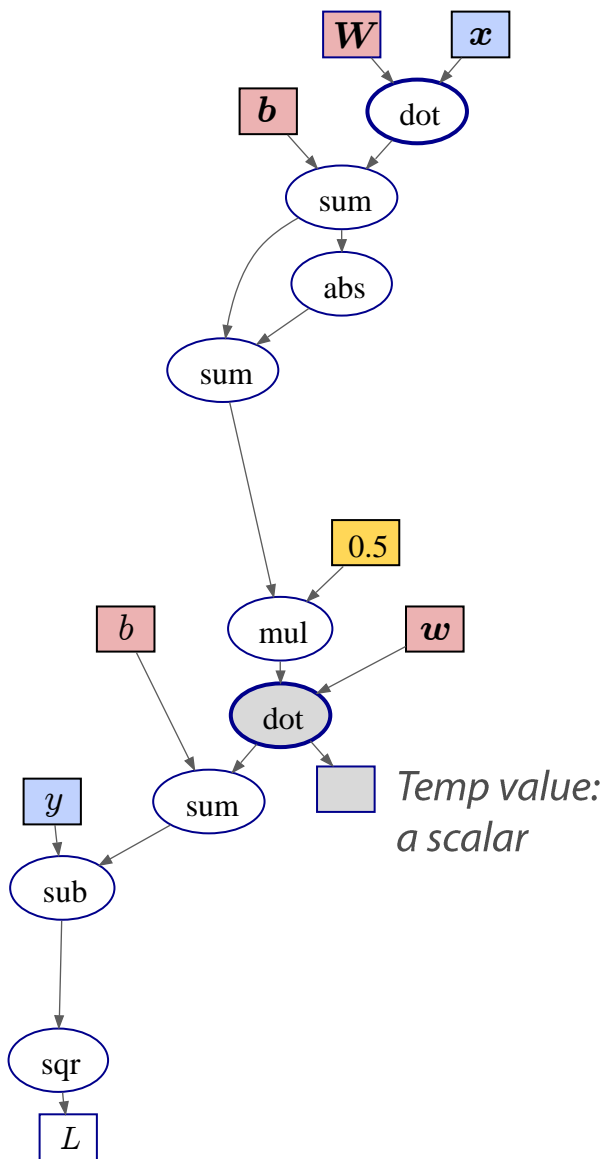 W
x
dot
b
sum
abs
sum
0.5
b
mul
w
dot
sum
Temp value:
a scalar
y
sub
sqr
L